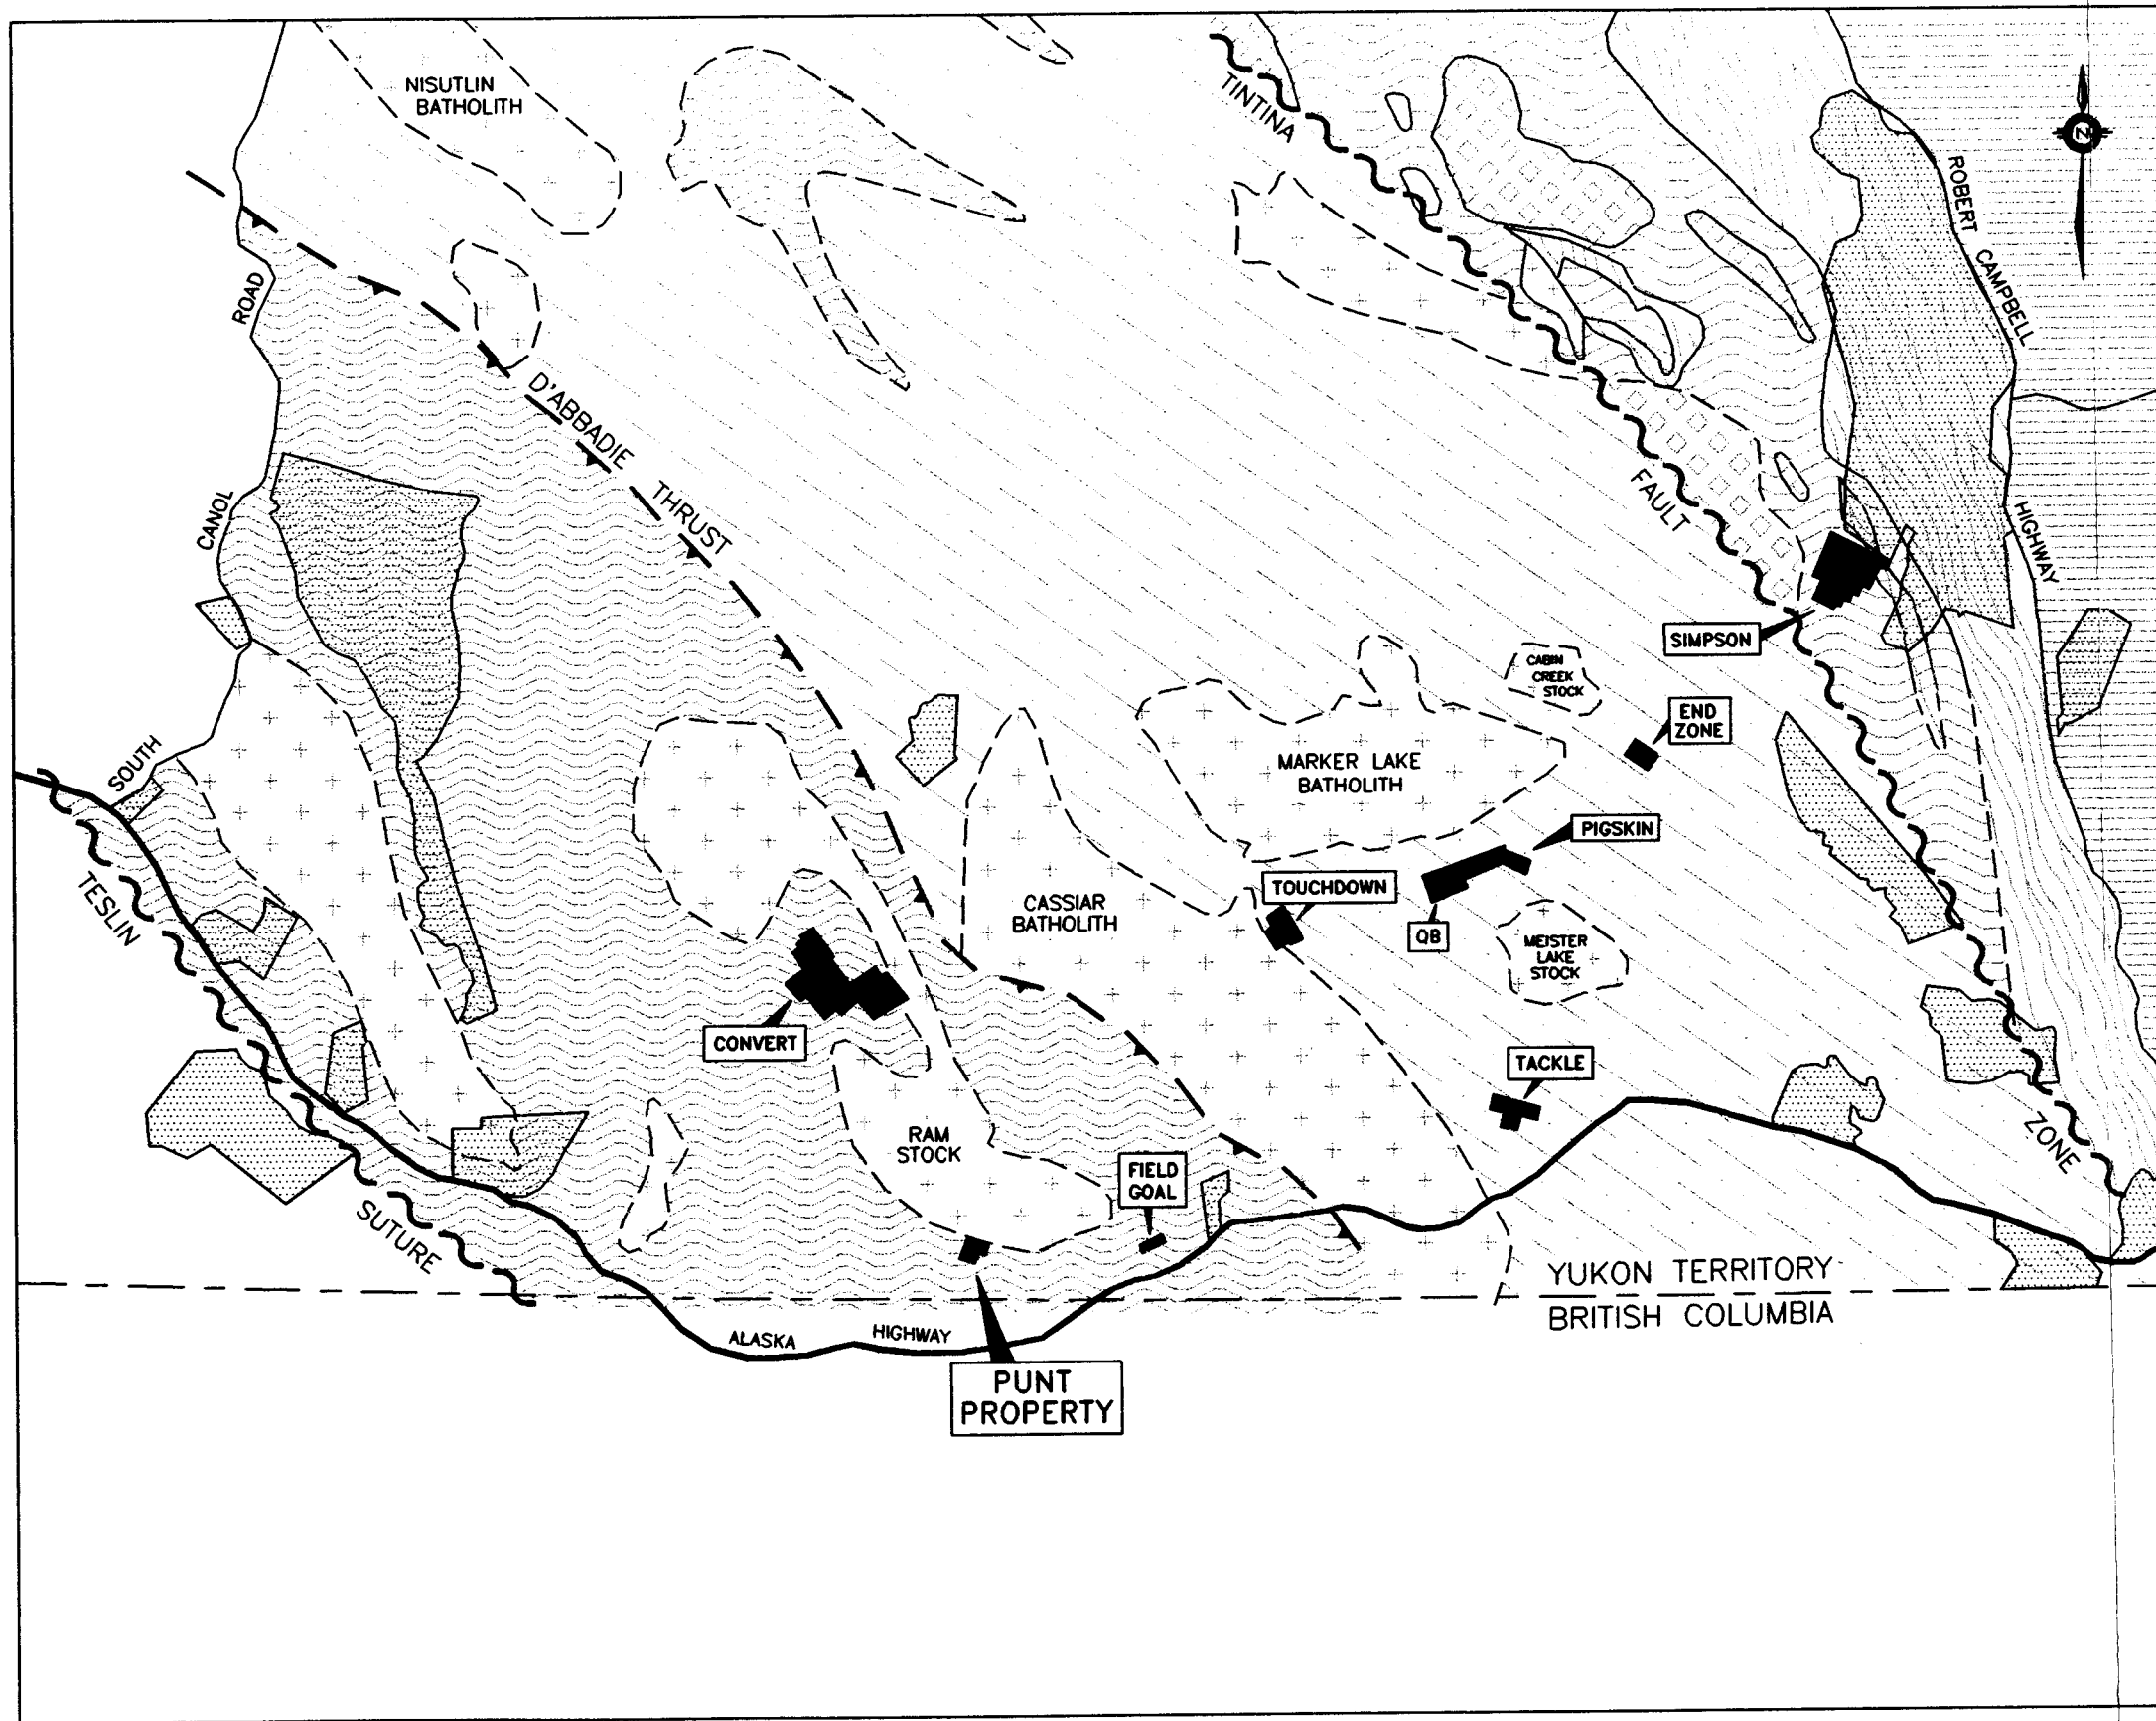 NISUTLIN
BATHOLITH
TINTINA
ROBERT CAMPBELL
Z
ROAD
D'ABBADIE
THRUST
FAULT
CANOL
HIGHWAY
SIMPSON
CABIN
CREEK
STOCK
END
ZONE
SOUTH
MARKER LAKE
BATHOLITH
PIGSKIN
TOUCHDOWN
TESLIN
CASSIAR
BATHOLITH
QB
MEISTER
LAKE
STOCK
CONVERT
TACKLE
RAM
STOCK
ZONE
FIELD
GOAL
SUTURE
YUKON TERRITORY
BRITISH COLUMBIA
ALASKA HIGHWAY
PUNT
PROPERTY